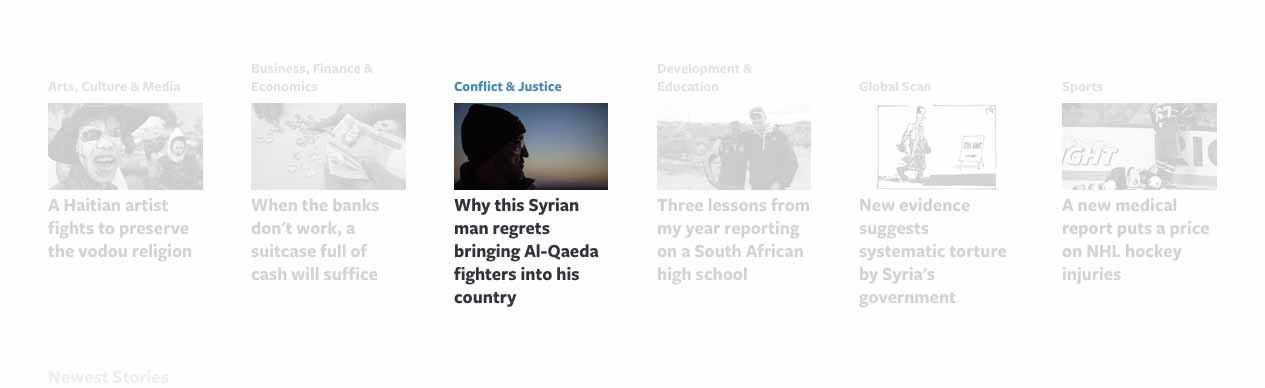 Arts, Culture & Media
A Haitian artist
fights to preserve
the vodou religion
Business, Finance &
Economics
When the banks
don't work, a
suitcase full of
cash will suffice
Conflict & Justice
Why this Syrian
man regrets
bringing Al-Qaeda
fighters into his
country
Development &
Education
Three lessons from
my year reporting
on a South African
high school
Global Scan
New evidence
suggests
systematic torture
by Syria's
government
Sports
A new medical
report puts a price
on NHL hockey
injuries
Newest Stories